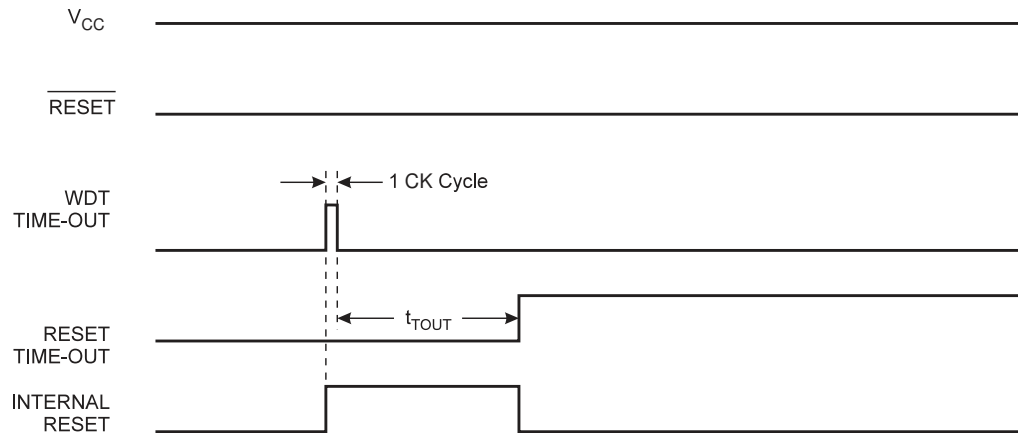 VCC
RESET
1 CK Cycle
WDT
TIME-OUT
tTOUT
RESET
TIME-OUT
INTERNAL
RESET